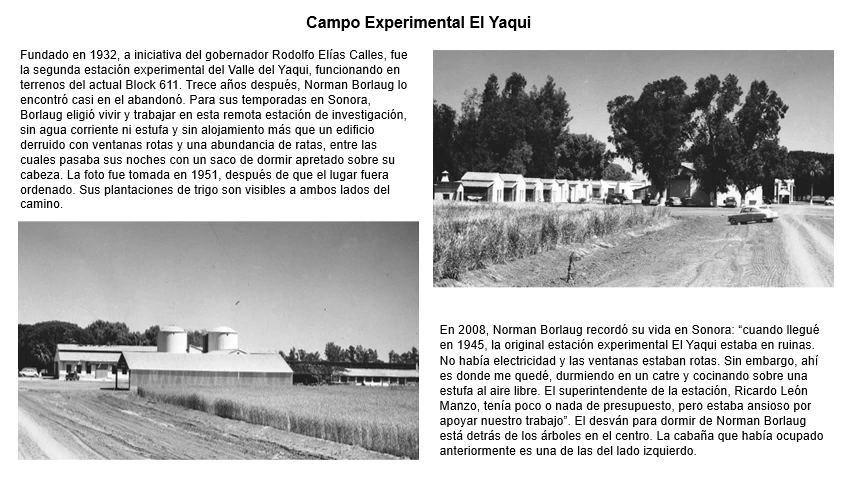 Campo Experimental El Yaqui
Fundado en 1932, a iniciativa del gobernador Rodolfo Elías Calles, fue
la segunda estación experimental del Valle del Yaqui, funcionando en
terrenos del actual Block 611. Trece años después, Norman Borlaug lo
encontró casi en el abandonó. Para sus temporadas en Sonora,
Borlaug eligió vivir y trabajar en esta remota estación de investigación,
sin agua corriente ni estufa y sin alojamiento más que un edificio
derruido con ventanas rotas y una abundancia de ratas, entre las
cuales pasaba sus noches con un saco de dormir apretado sobre su
cabeza. La foto fue tomada en 1951, después de que el lugar fuera
ordenado. Sus plantaciones de trigo son visibles a ambos lados del
camino.
En 2008, Norman Borlaug recordó su vida en Sonora: “cuando llegué
en 1945, la original estación experimental El Yaqui estaba en ruinas.
No había electricidad y las ventanas estaban rotas. Sin embargo, ahí
es donde me quedé, durmiendo en un catre y cocinando sobre una
estufa al aire libre. El superintendente de la estación, Ricardo León
Manzo, tenía poco o nada de presupuesto, pero estaba ansioso por
apoyar nuestro trabajo”. El desván para dormir de Norman Borlaug
está detrás de los árboles en el centro. La cabaña que había ocupado
anteriormente es una de las del lado izquierdo.